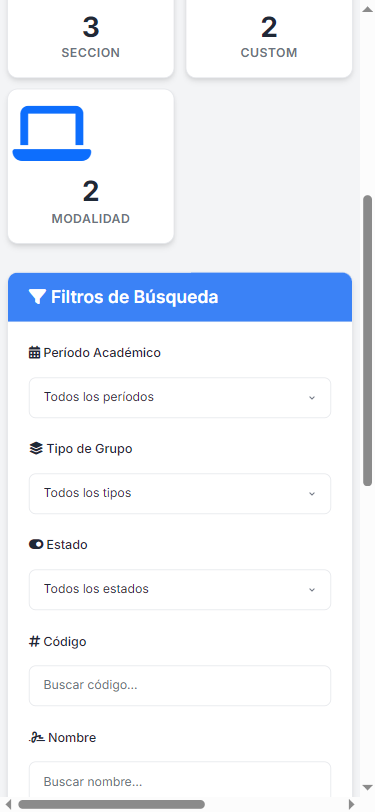 3
SECCION
2
CUSTOM
2
MODALIDAD
Filtros de Búsqueda
Período Académico
Todos los períodos
Tipo de Grupo
Todos los tipos
Estado
Todos los estados
Código
Buscar código...
Nombre
Buscar nombre...